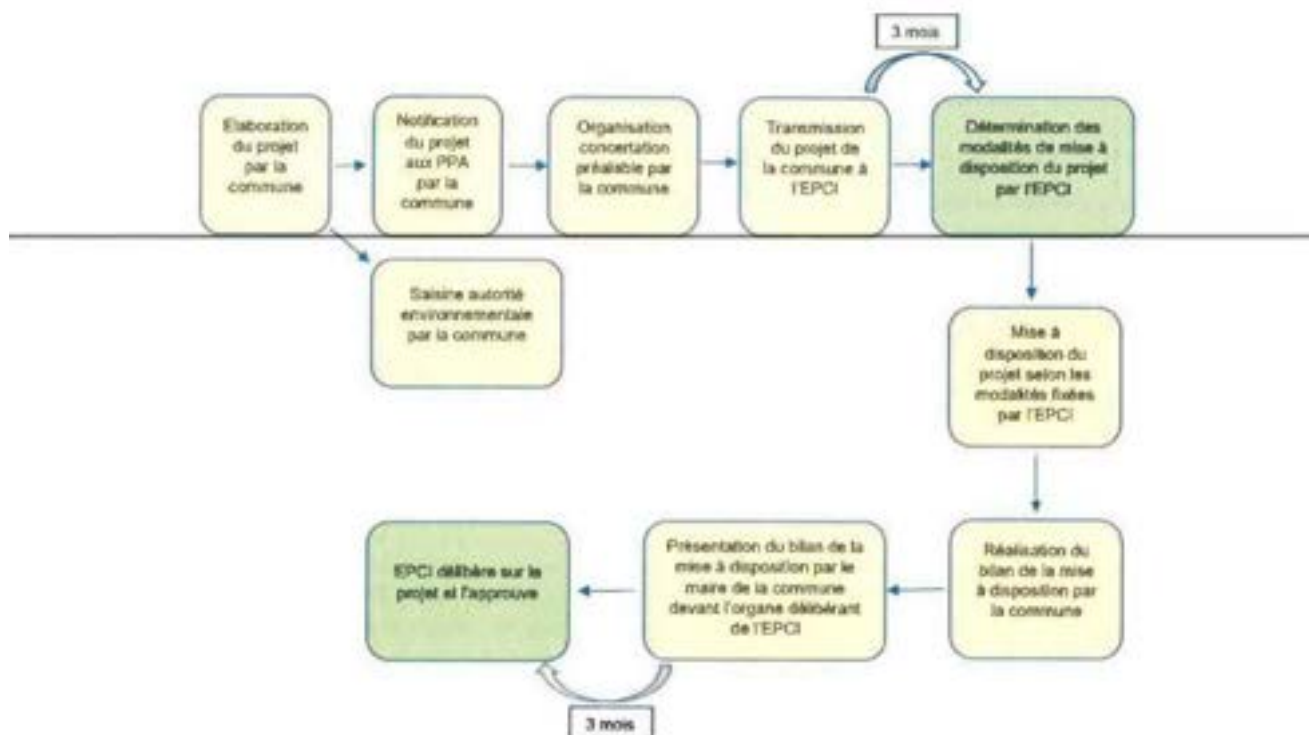 3 mois
Elaboration
du projet
par la
commune
Notification
du projet
aux PPA
par la
commune
Organisation
concertation
préalable par
la commune
Transmission
du projet de
la commune à
l'EPCI
Détermination des
modalités de mise à
disposition du projet
par l'EPCI
Saisine autorité
environnementale
par la commune
Mise à
disposition du
projet selon les
modalités fixées
par l'EPCI
Réalisation du
bilan de la mise
à disposition par
la commune
Présentation du bilan de la
mise à disposition par le
maire de la commune
devant l'organe délibérant
de l'EPCI
EPCI délibère sur le
projet et l'approuve
3 mois